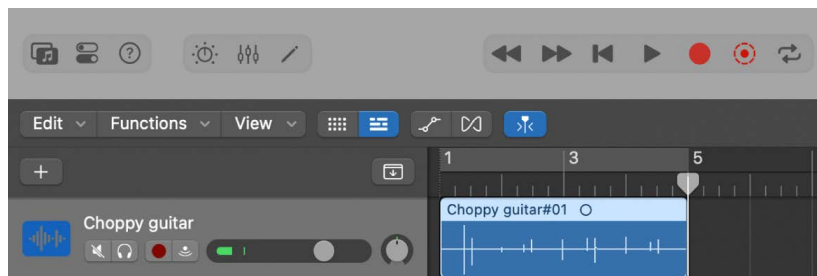 ?
Edit Functions View
1 3 5
Choppy guitar
Choppy guitar#01